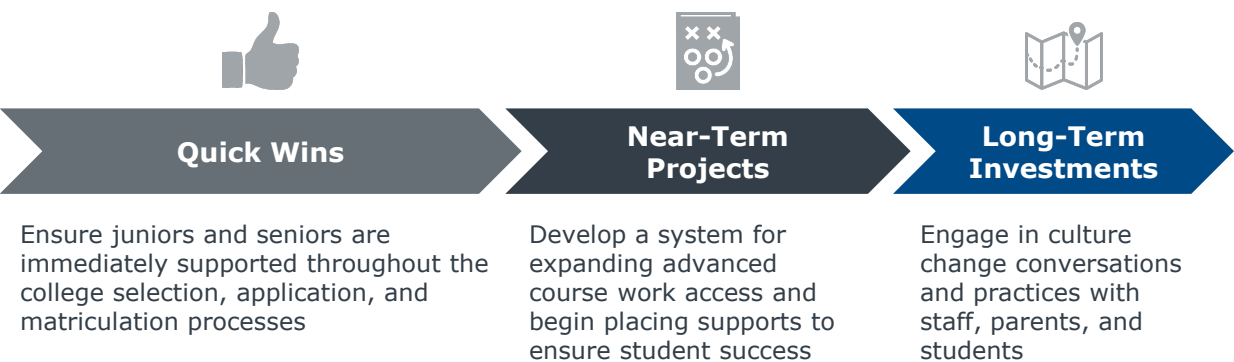 Quick Wins
Ensure juniors and seniors are
immediately supported throughout the
college selection, application, and
matriculation processes
Near-Term
Projects
Develop a system for
expanding advanced
course work access and
begin placing supports to
ensure student success
Long-Term
Investments
Engage in culture
change conversations
and practices with
staff, parents, and
students